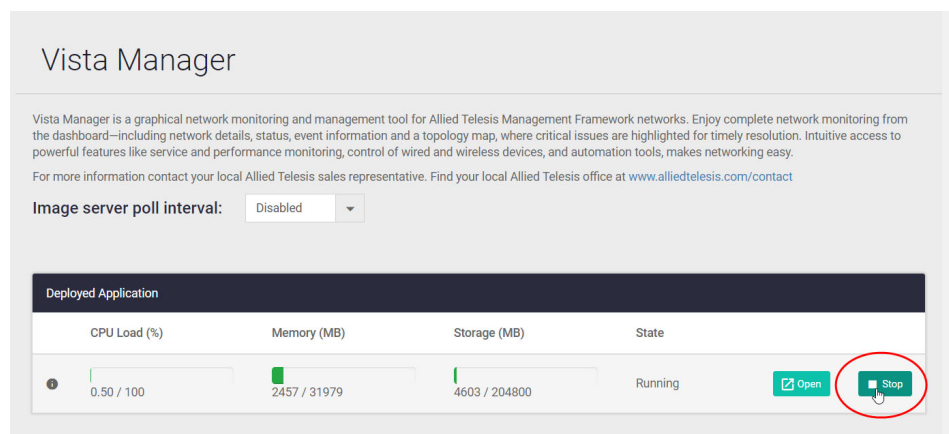 Vista Manager
Vista Manager is a graphical network monitoring and management tool for Allied Telesis Management Framework networks. Enjoy complete network monitoring from
the dashboard—including network details, status, event information and a topology map, where critical issues are highlighted for timely resolution. Intuitive access to
powerful features like service and performance monitoring, control of wired and wireless devices, and automation tools, makes networking easy.
For more information contact your local Allied Telesis sales representative. Find your local Allied Telesis office at www.alliedtelesis.com/contact
Image server poll interval: Disabled
Deployed Application
CPU Load (%) Memory (MB) Storage (MB) State
0.50 / 100 2457 / 31979 4603 / 204800 Running Open Stop